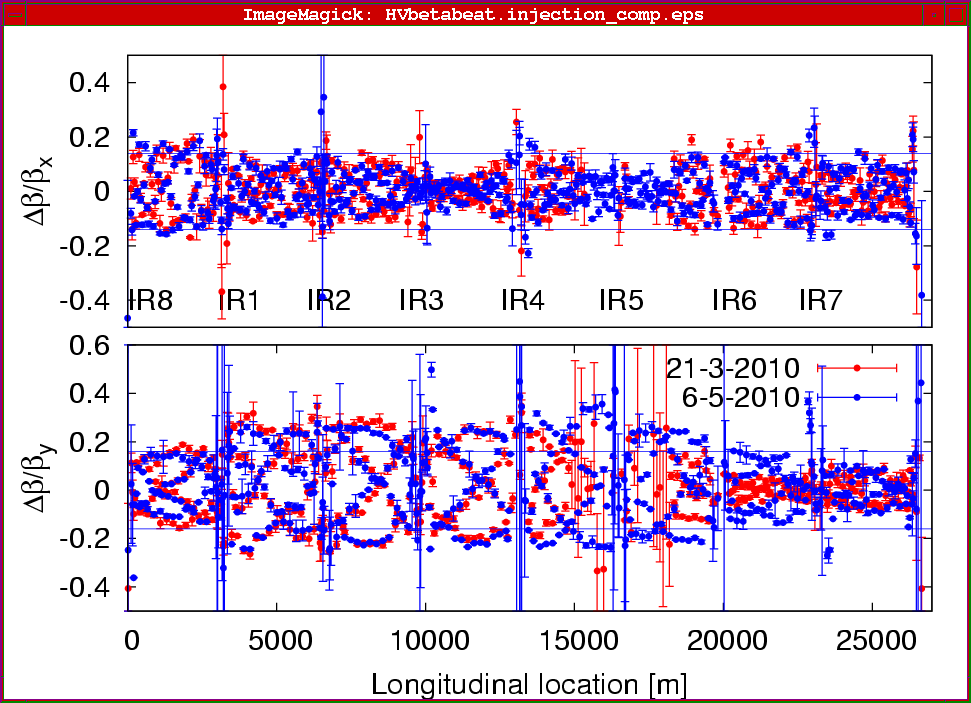 ImageMagick: HVbetabeat.injection_comp.eps
0.4
0.2
0
-0.2
-0.4
Δβ/βx
IR8 IR1 IR2 IR3 IR4 IR5 IR6 IR7
0.6
0.4
0.2
0
-0.2
-0.4
Δβ/βy
21-3-2010
6-5-2010
0 5000 10000 15000 20000 25000
Longitudinal location [m]